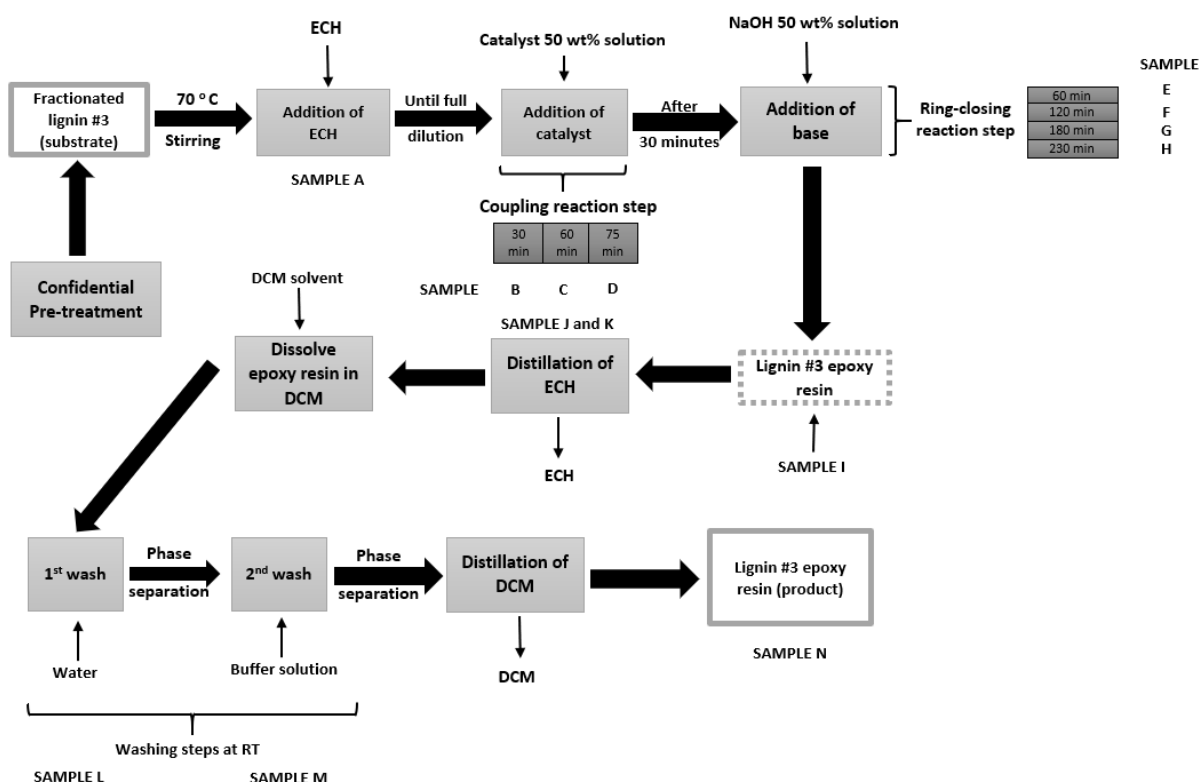 ECH
Catalyst 50 wt% solution
NaOH 50 wt% solution
SAMPLE
Fractionated
lignin #3
(substrate)
70 ° C
Stirring
Addition of
ECH
Until full
dilution
Addition of
catalyst
After
30 minutes
Addition of
base
Ring-closing
reaction step
60 min
E
120 min
F
180 min
G
230 min
H
SAMPLE A
Coupling reaction step
30
min
60
min
75
min
SAMPLE B C D
Confidential
Pre-treatment
DCM solvent
SAMPLE J and K
Dissolve
epoxy resin in
DCM
Distillation of
ECH
Lignin #3 epoxy
resin
ECH
SAMPLE I
1st wash
Phase
separation
2nd wash
Phase
separation
Distillation of
DCM
Lignin #3 epoxy
resin (product)
Water
Buffer solution
DCM
SAMPLE N
Washing steps at RT
SAMPLE L
SAMPLE M